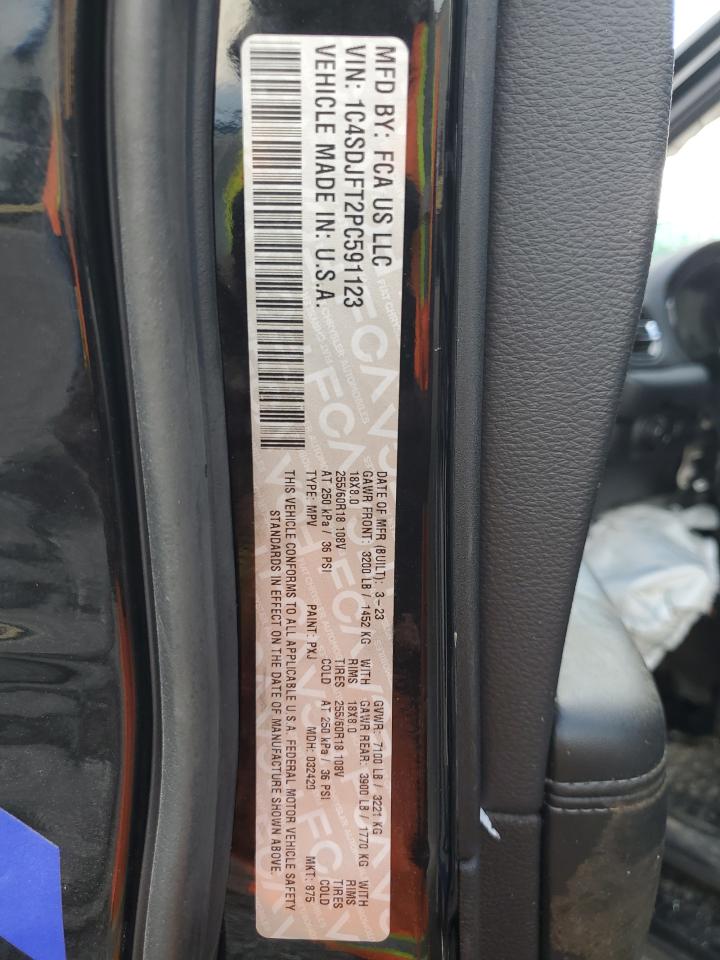 MFD BY: FCA US LLC
VIN: 1C4SDJFT2PC591123
VEHICLE MADE IN: U.S.A.
DATE OF MFR (BUILT): 3-23 GVWR: 7100 LB / 3221 KG
GAWR FRONT: 3200 LB / 1452 KG WITH GAWR REAR: 3900 LB / 1770 KG WITH
18X8.0 RIMS 18X8.0 RIMS
255/60R18 108V TIRES 255/60R18 108V TIRES
AT 250 kPa / 36 PSI COLD AT 250 kPa / 36 PSI COLD
TYPE: MPV PAINT: PXJ MDH: 032420 MKT: 875
THIS VEHICLE CONFORMS TO ALL APPLICABLE U.S.A. FEDERAL MOTOR VEHICLE SAFETY
STANDARDS IN EFFECT ON THE DATE OF MANUFACTURE SHOWN ABOVE.